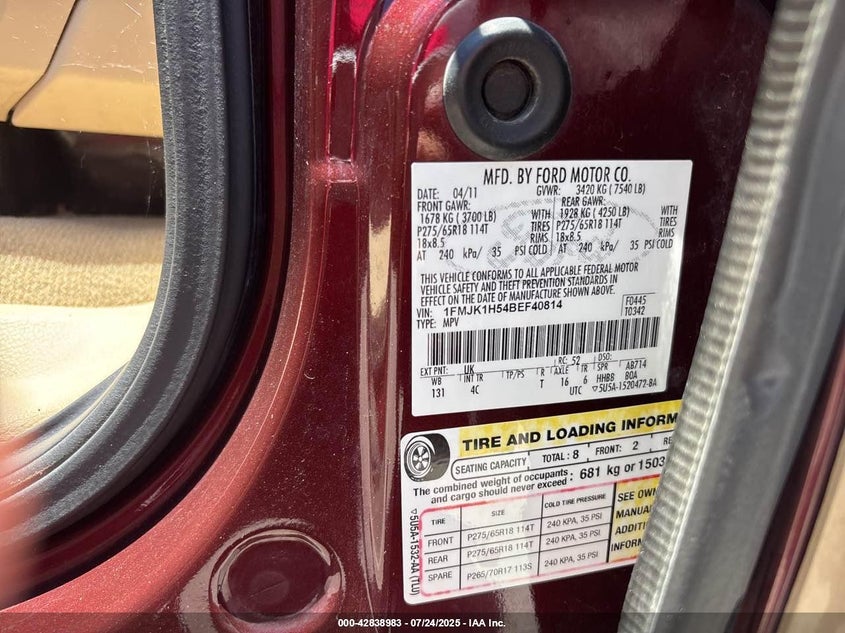 MFD. BY FORD MOTOR CO.
DATE: 04/11 GVWR: 3420 KG ( 7540 LB)
FRONT GAWR: REAR GAWR:
1678 KG ( 3700 LB) WITH 1928 KG ( 4250 LB) WITH
P275/65R18 114T TIRES P275/65R18 114T TIRES
18x8.5 RIMS 18x8.5 RIMS
AT 240 kPa/ 35 PSI COLD AT 240 kPa/ 35 PSI COLD
THIS VEHICLE CONFORMS TO ALL APPLICABLE FEDERAL MOTOR
VEHICLE SAFETY AND THEFT PREVENTION STANDARDS IN
EFFECT ON THE DATE OF MANUFACTURE SHOWN ABOVE.
VIN: 1FMJK1H54BEF40814 F0445
TYPE: MPV T0342
EXT PNT: UK RC: 52 DSO:
WB INT TR TP/PS R AXLE TR SPR AB714
131 4C T 16 6 HHBB BOA
UTC ▽5U5A-1520472-BA
TIRE AND LOADING INFORM
SEATING CAPACITY TOTAL: 8 FRONT: 2 RE
The combined weight of occupants
and cargo should never exceed : 681 kg or 1503
TIRE SIZE COLD TIRE PRESSURE
FRONT P275/65R18 114T 240 KPA, 35 PSI
REAR P275/65R18 114T 240 KPA, 35 PSI
SPARE P265/70R17 113S 240 KPA, 35 PSI
SEE OWN
MANUA
ADDITI
INFORM
▽5U5A-1532-AA (TLU)
000-42838983 - 07/24/2025 - IAA Inc.